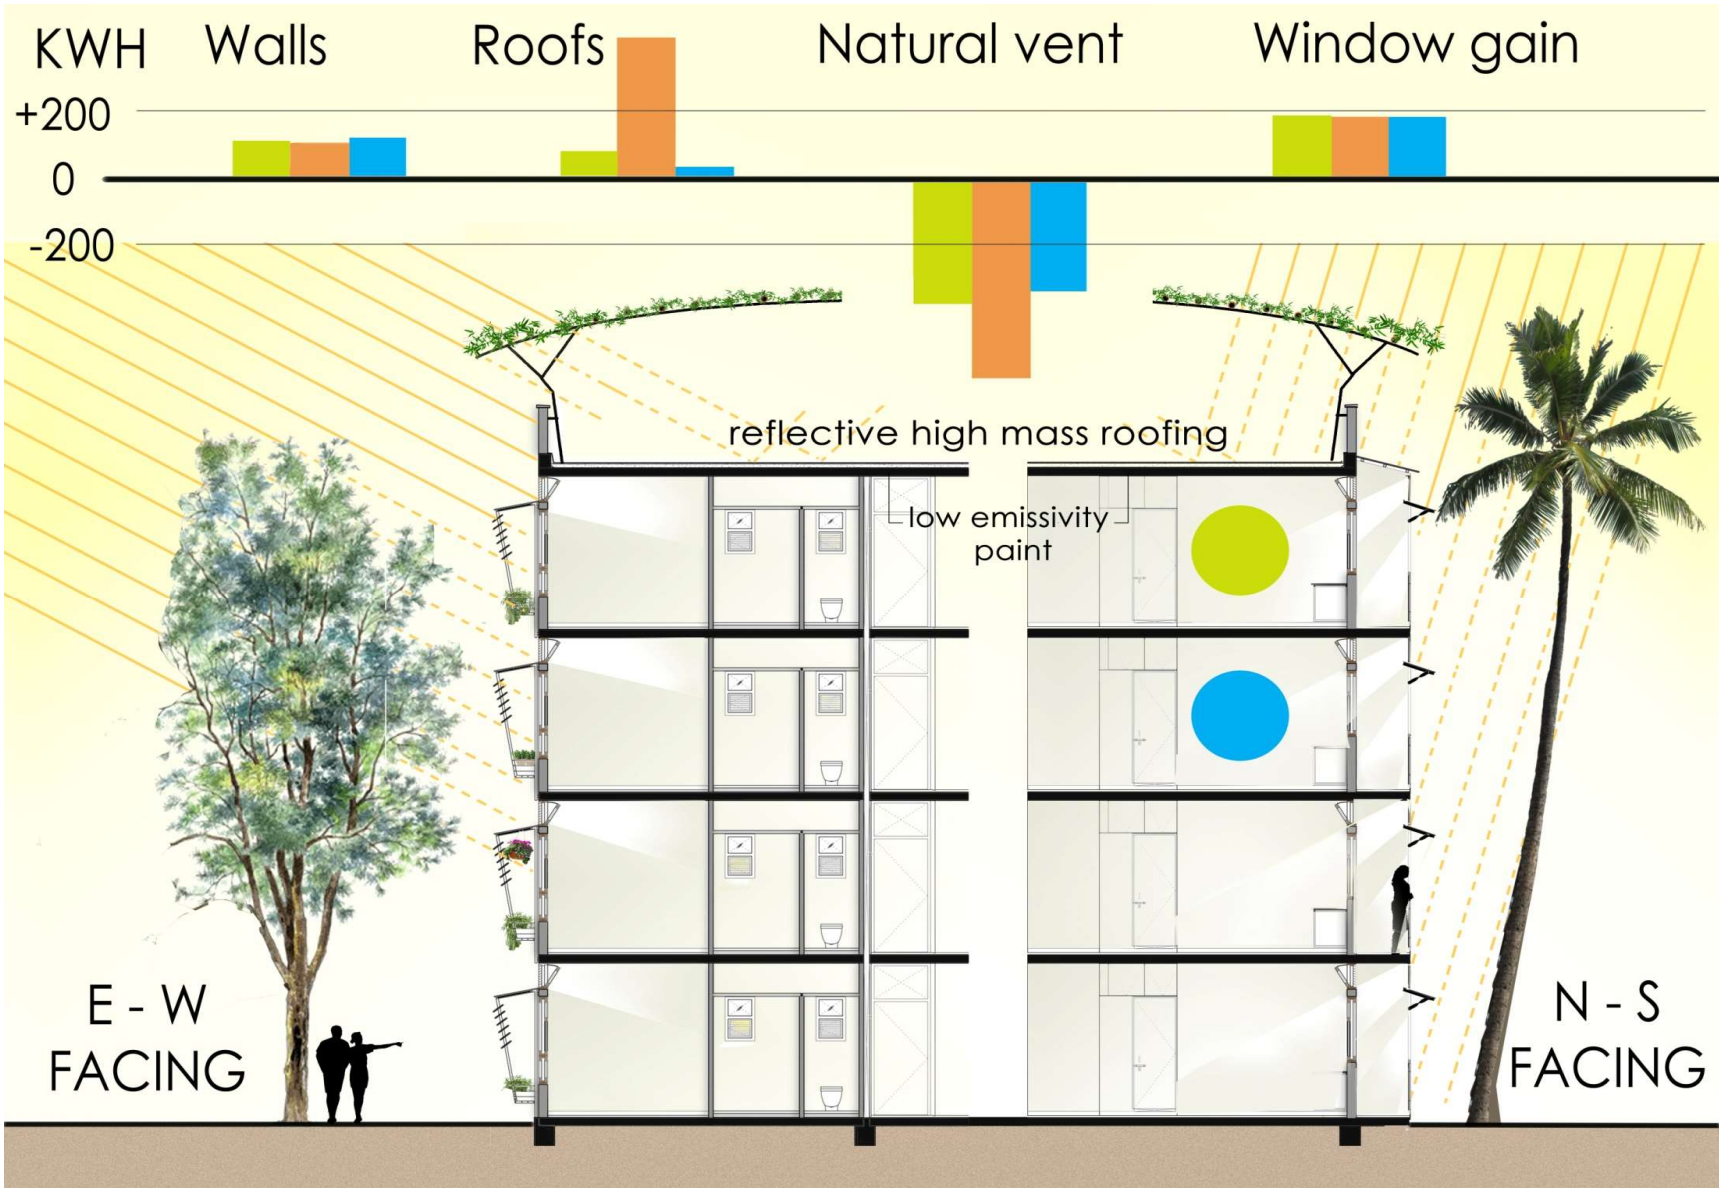 KWH Walls Roofs Natural vent Window gain
+200
0
-200
reflective high mass roofing
low emissivity
paint
E - W
FACING
N - S
FACING